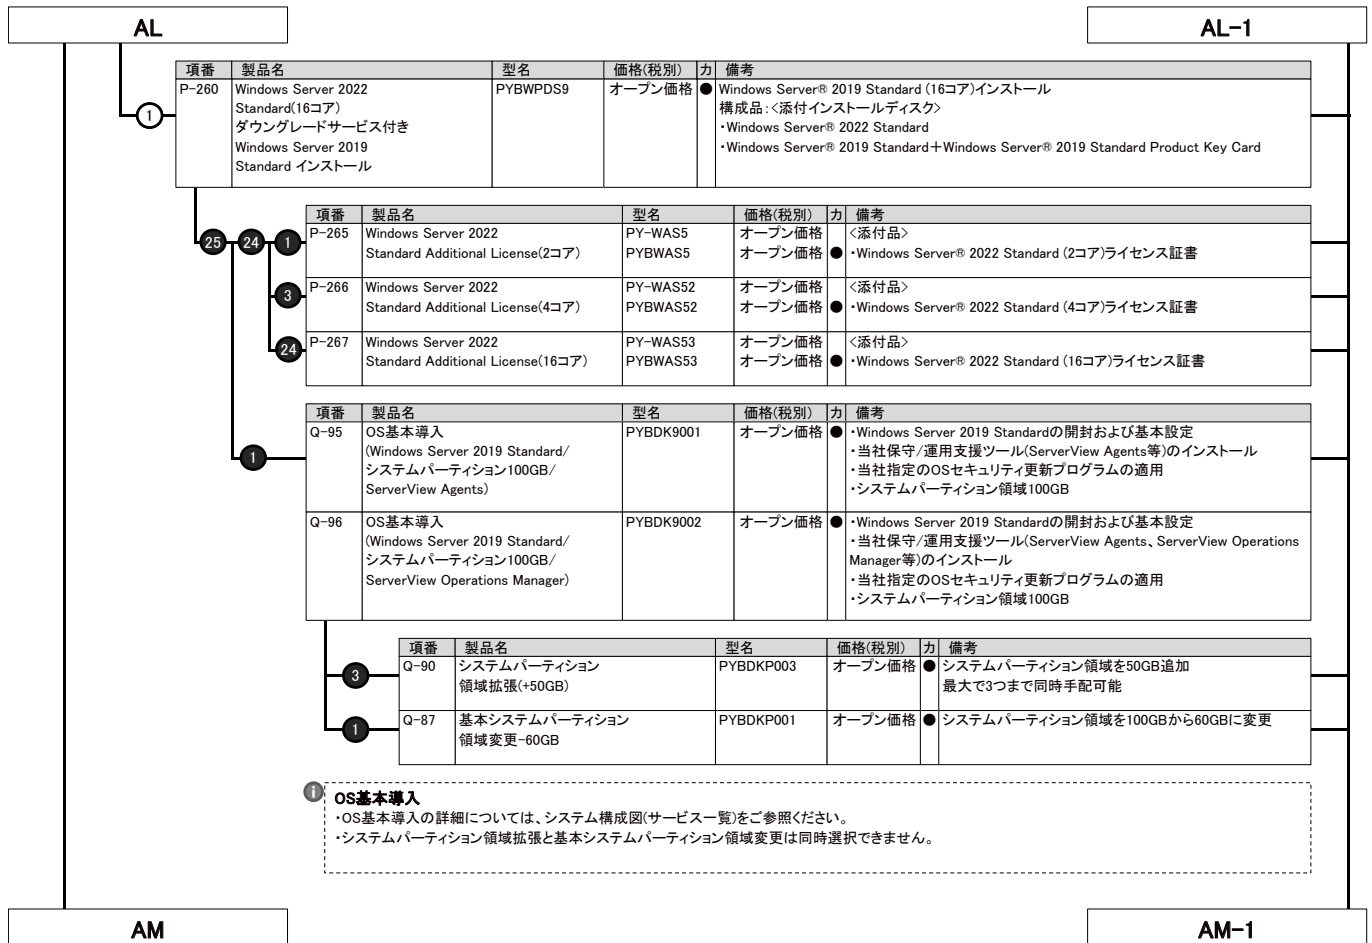 AL
AL-1
項番 製品名 型名 価格(税別) カ 備考
① P-260 Windows Server 2022 PYBWPDS9 オープン価格 ● Windows Server® 2019 Standard (16コア)インストール
Standard(16コア) 構成品:<添付インストールディスク>
ダウングレードサービス付き ・Windows Server® 2022 Standard
Windows Server 2019 ・Windows Server® 2019 Standard+Windows Server® 2019 Standard Product Key Card
Standard インストール
項番 製品名 型名 価格(税別) カ 備考
25 24 1 P-265 Windows Server 2022 PY-WAS5 オープン価格 <添付品>
Standard Additional License(2コア) PYBWAS5 オープン価格 ● ・Windows Server® 2022 Standard (2コア)ライセンス証書
3 P-266 Windows Server 2022 PY-WAS52 オープン価格 <添付品>
Standard Additional License(4コア) PYBWAS52 オープン価格 ● ・Windows Server® 2022 Standard (4コア)ライセンス証書
24 P-267 Windows Server 2022 PY-WAS53 オープン価格 <添付品>
Standard Additional License(16コア) PYBWAS53 オープン価格 ● ・Windows Server® 2022 Standard (16コア)ライセンス証書
項番 製品名 型名 価格(税別) カ 備考
1 Q-95 OS基本導入 PYBDK9001 オープン価格 ● ・Windows Server 2019 Standardの開封および基本設定
(Windows Server 2019 Standard/ ・当社保守/運用支援ツール(ServerView Agents等)のインストール
システムパーティション100GB/ ・当社指定のOSセキュリティ更新プログラムの適用
ServerView Agents) ・システムパーティション領域100GB
Q-96 OS基本導入 PYBDK9002 オープン価格 ● ・Windows Server 2019 Standardの開封および基本設定
(Windows Server 2019 Standard/ ・当社保守/運用支援ツール(ServerView Agents、ServerView Operations
システムパーティション100GB/ Manager等)のインストール
ServerView Operations Manager) ・当社指定のOSセキュリティ更新プログラムの適用
・システムパーティション領域100GB
項番 製品名 型名 価格(税別) カ 備考
3 Q-90 システムパーティション PYBDKP003 オープン価格 ● システムパーティション領域を50GB追加
領域拡張(+50GB) 最大で3つまで同時手配可能
1 Q-87 基本システムパーティション PYBDKP001 オープン価格 ● システムパーティション領域を100GBから60GBに変更
領域変更-60GB
i OS基本導入
・OS基本導入の詳細については、システム構成図(サービス一覧)をご参照ください。
・システムパーティション領域拡張と基本システムパーティション領域変更は同時選択できません。
AM
AM-1